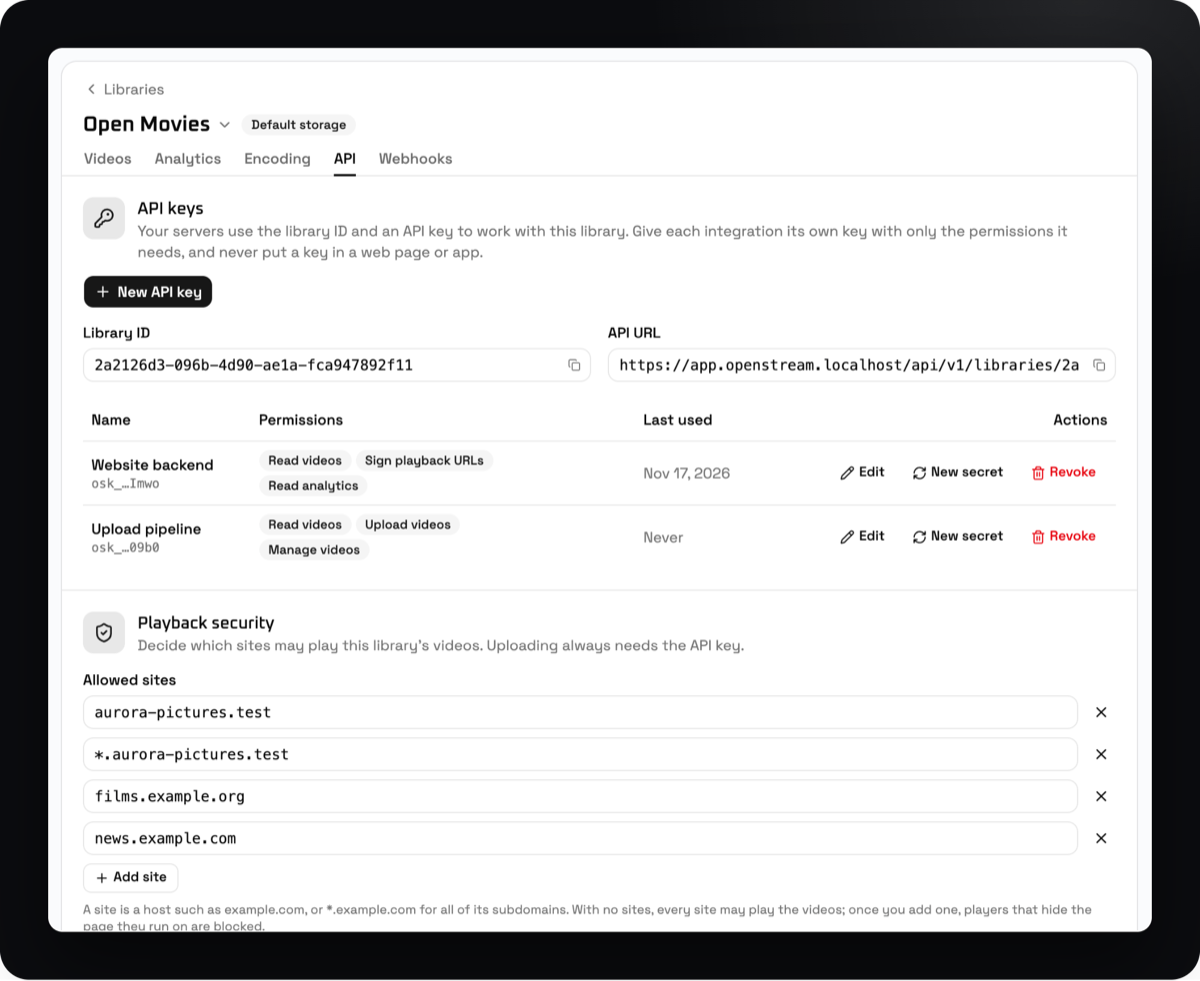 Libraries
Open Movies
Default storage
Videos
Analytics
Encoding
API
Webhooks
API keys
Your servers use the library ID and an API key to work with this library. Give each integration its own key with only the permissions it
needs, and never put a key in a web page or app.
New API key
Library ID
API URL
2a2126d3-096b-4d90-ae1a-fca947892f11
https://app.openstream.localhost/api/v1/libraries/2a
Name
Permissions
Last used
Actions
Website backend
osk_…Imwo
Read videos
Sign playback URLs
Read analytics
Nov 17, 2026
Edit
New secret
Revoke
Upload pipeline
osk_…09b0
Read videos
Upload videos
Manage videos
Never
Edit
New secret
Revoke
Playback security
Decide which sites may play this library's videos. Uploading always needs the API key.
Allowed sites
aurora-pictures.test
*.aurora-pictures.test
films.example.org
news.example.com
Add site
A site is a host such as example.com, or *.example.com for all of its subdomains. With no sites, every site may play the videos; once you add one, players that hide the
page they run on are blocked.